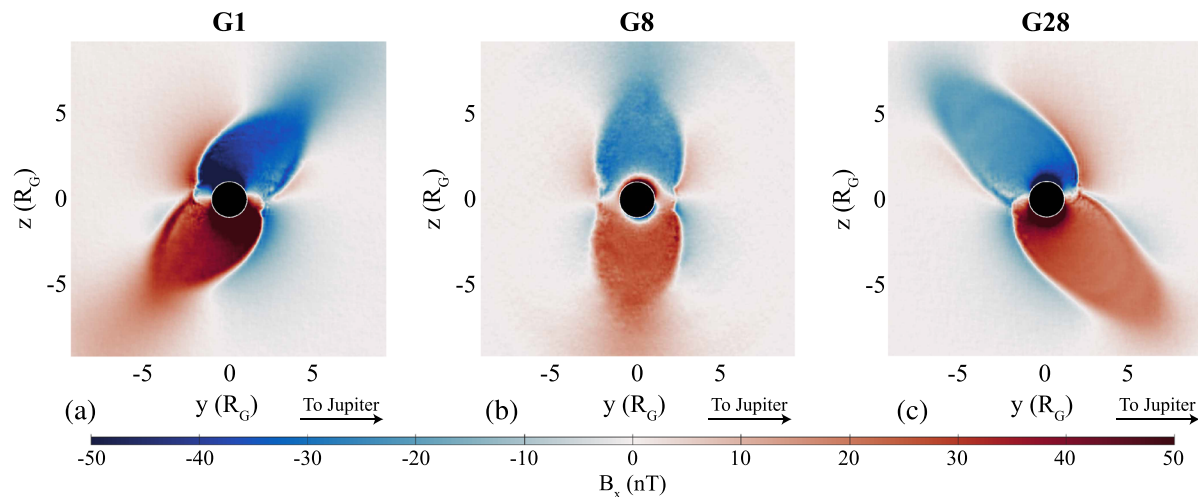 G1 G8 G28
5 5 5
0 0 0
-5 -5 -5
z (R_G) z (R_G) z (R_G)
-5 0 5 -5 0 5 -5 0 5
(a) y (R_G) To Jupiter (b) y (R_G) To Jupiter (c) y (R_G) To Jupiter
-50 -40 -30 -20 -10 0 10 20 30 40 50
B_x (nT)